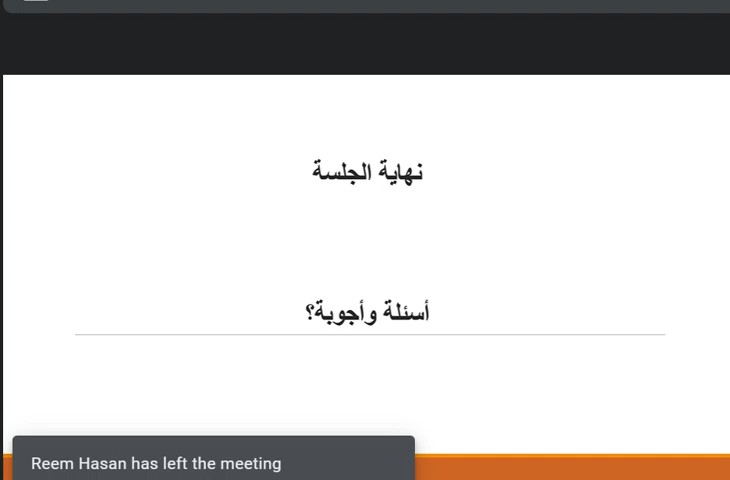 نهاية الجلسة
أسئلة وأجوبة؟
Reem Hasan has left the meeting